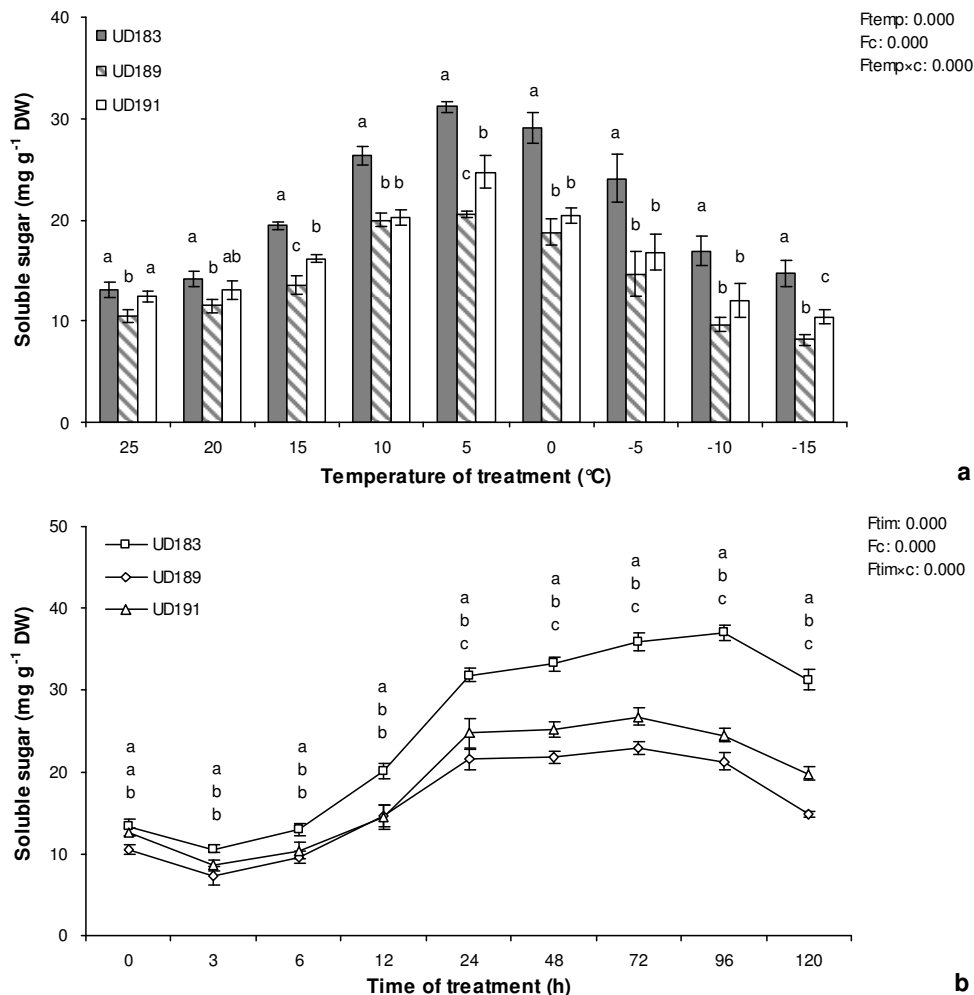 40
Ftemp: 0.000
Fc: 0.000
Ftemp×c: 0.000
UD183
UD189
UD191
Soluble sugar (mg g⁻¹ DW)
30
20
10
0
a b a
a b ab
a c b
a b b
a c b
a b b
a b b
a b b
a b c
25 20 15 10 5 0 -5 -10 -15
Temperature of treatment (°C)
a
50
Ftim: 0.000
Fc: 0.000
Ftim×c: 0.000
UD183
UD189
UD191
Soluble sugar (mg g⁻¹ DW)
40
30
20
10
0
a
a
b
a
b
b
a
b
b
a
b
b
a
b
c
a
b
c
a
b
c
a
b
c
a
b
c
0 3 6 12 24 48 72 96 120
Time of treatment (h)
b